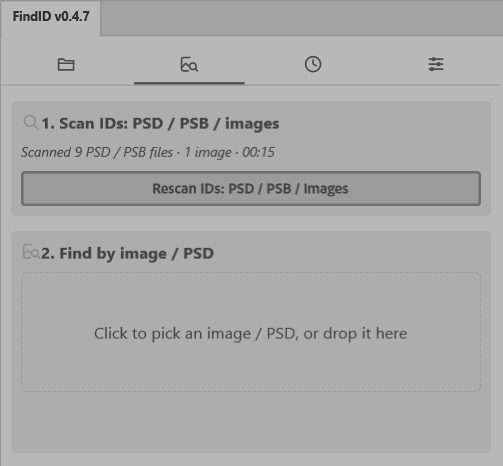 FindID v0.4.7
1. Scan IDs: PSD / PSB / images
Scanned 9 PSD / PSB files · 1 image · 00:15
Rescan IDs: PSD / PSB / images
2. Find by image / PSD
Click to pick an image / PSD, or drop it here